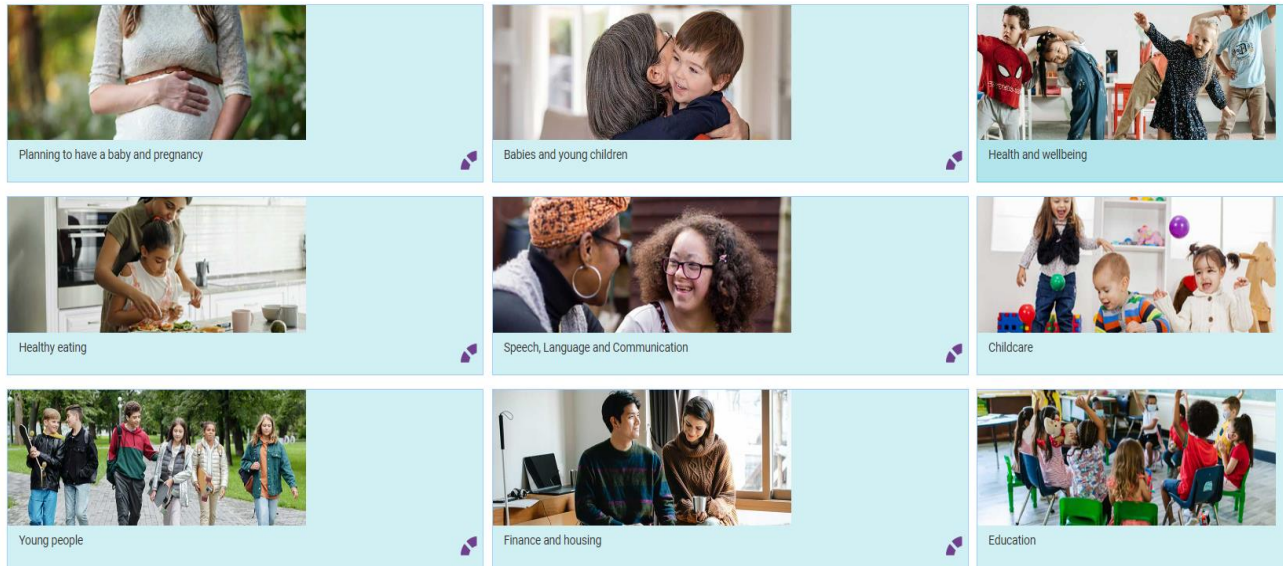 Planning to have a baby and pregnancy
Babies and young children
Health and wellbeing
Healthy eating
Speech, Language and Communication
Childcare
Young people
Finance and housing
Education